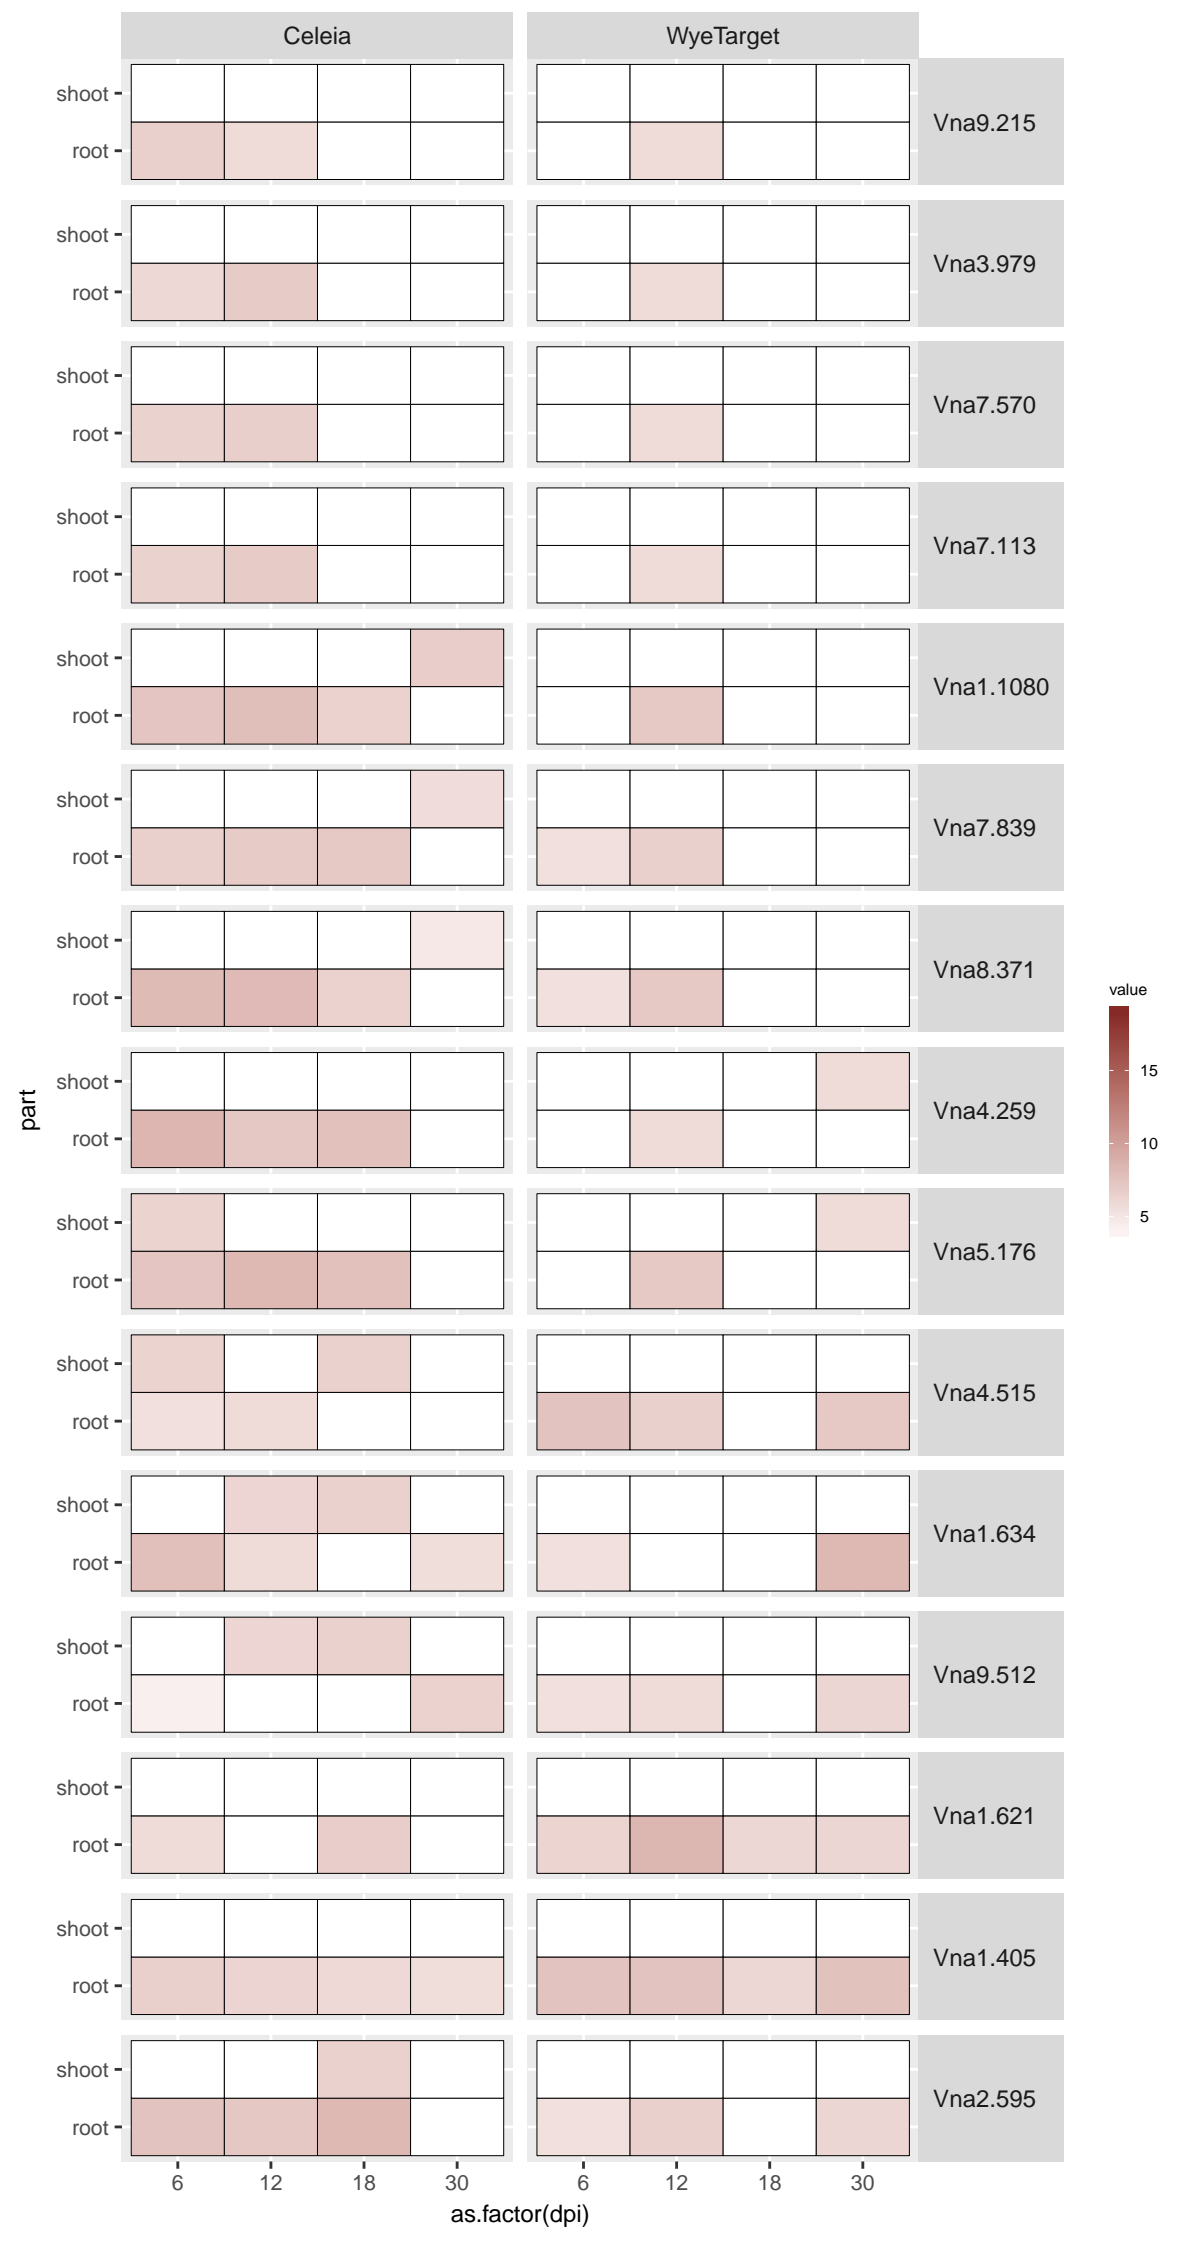 Celeia WyeTarget
shoot
root
Vna9.215
shoot
root
Vna3.979
shoot
root
Vna7.570
shoot
root
Vna7.113
shoot
root
Vna1.1080
shoot
root
Vna7.839
shoot
root
Vna8.371
shoot
root
Vna4.259
shoot
root
Vna5.176
shoot
root
Vna4.515
shoot
root
Vna1.634
shoot
root
Vna9.512
shoot
root
Vna1.621
shoot
root
Vna1.405
shoot
root
Vna2.595
6 12 18 30 6 12 18 30
as.factor(dpi)
part
value
15
10
5